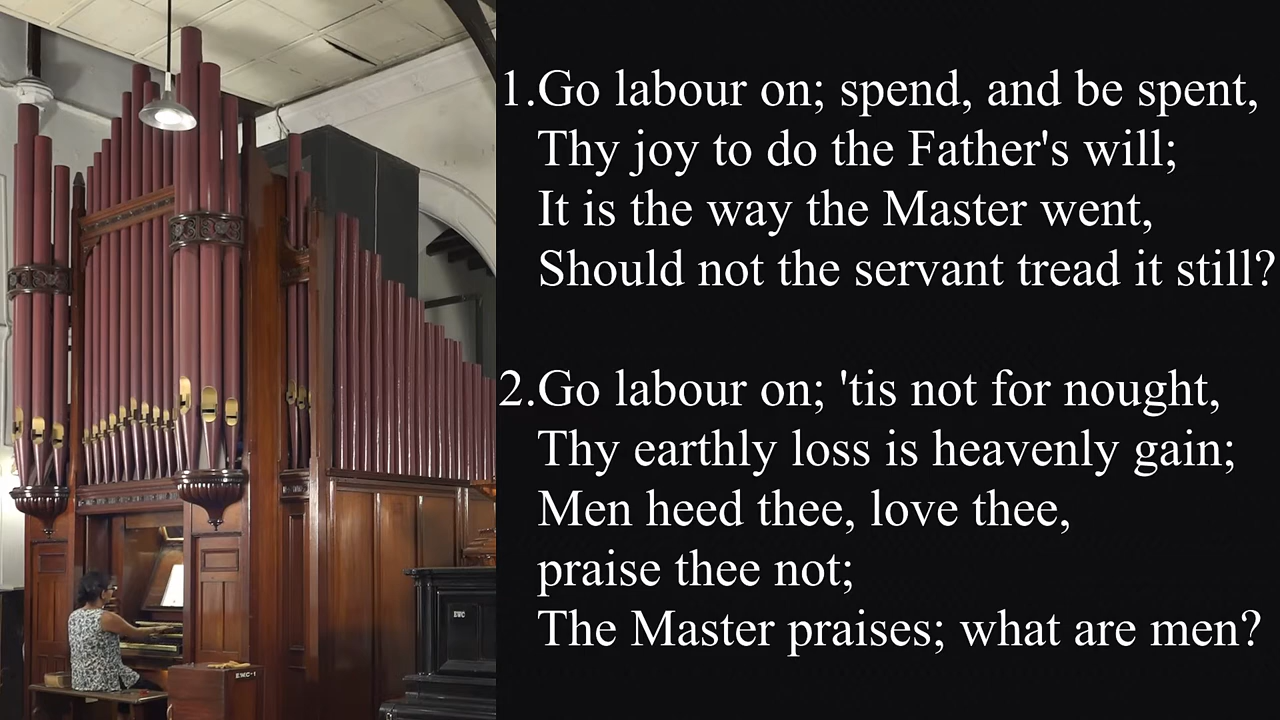 1.Go labour on; spend, and be spent,
Thy joy to do the Father's will;
It is the way the Master went,
Should not the servant tread it still?
2.Go labour on; 'tis not for nought,
Thy earthly loss is heavenly gain;
Men heed thee, love thee,
praise thee not;
The Master praises; what are men?
EWC
EMC-1